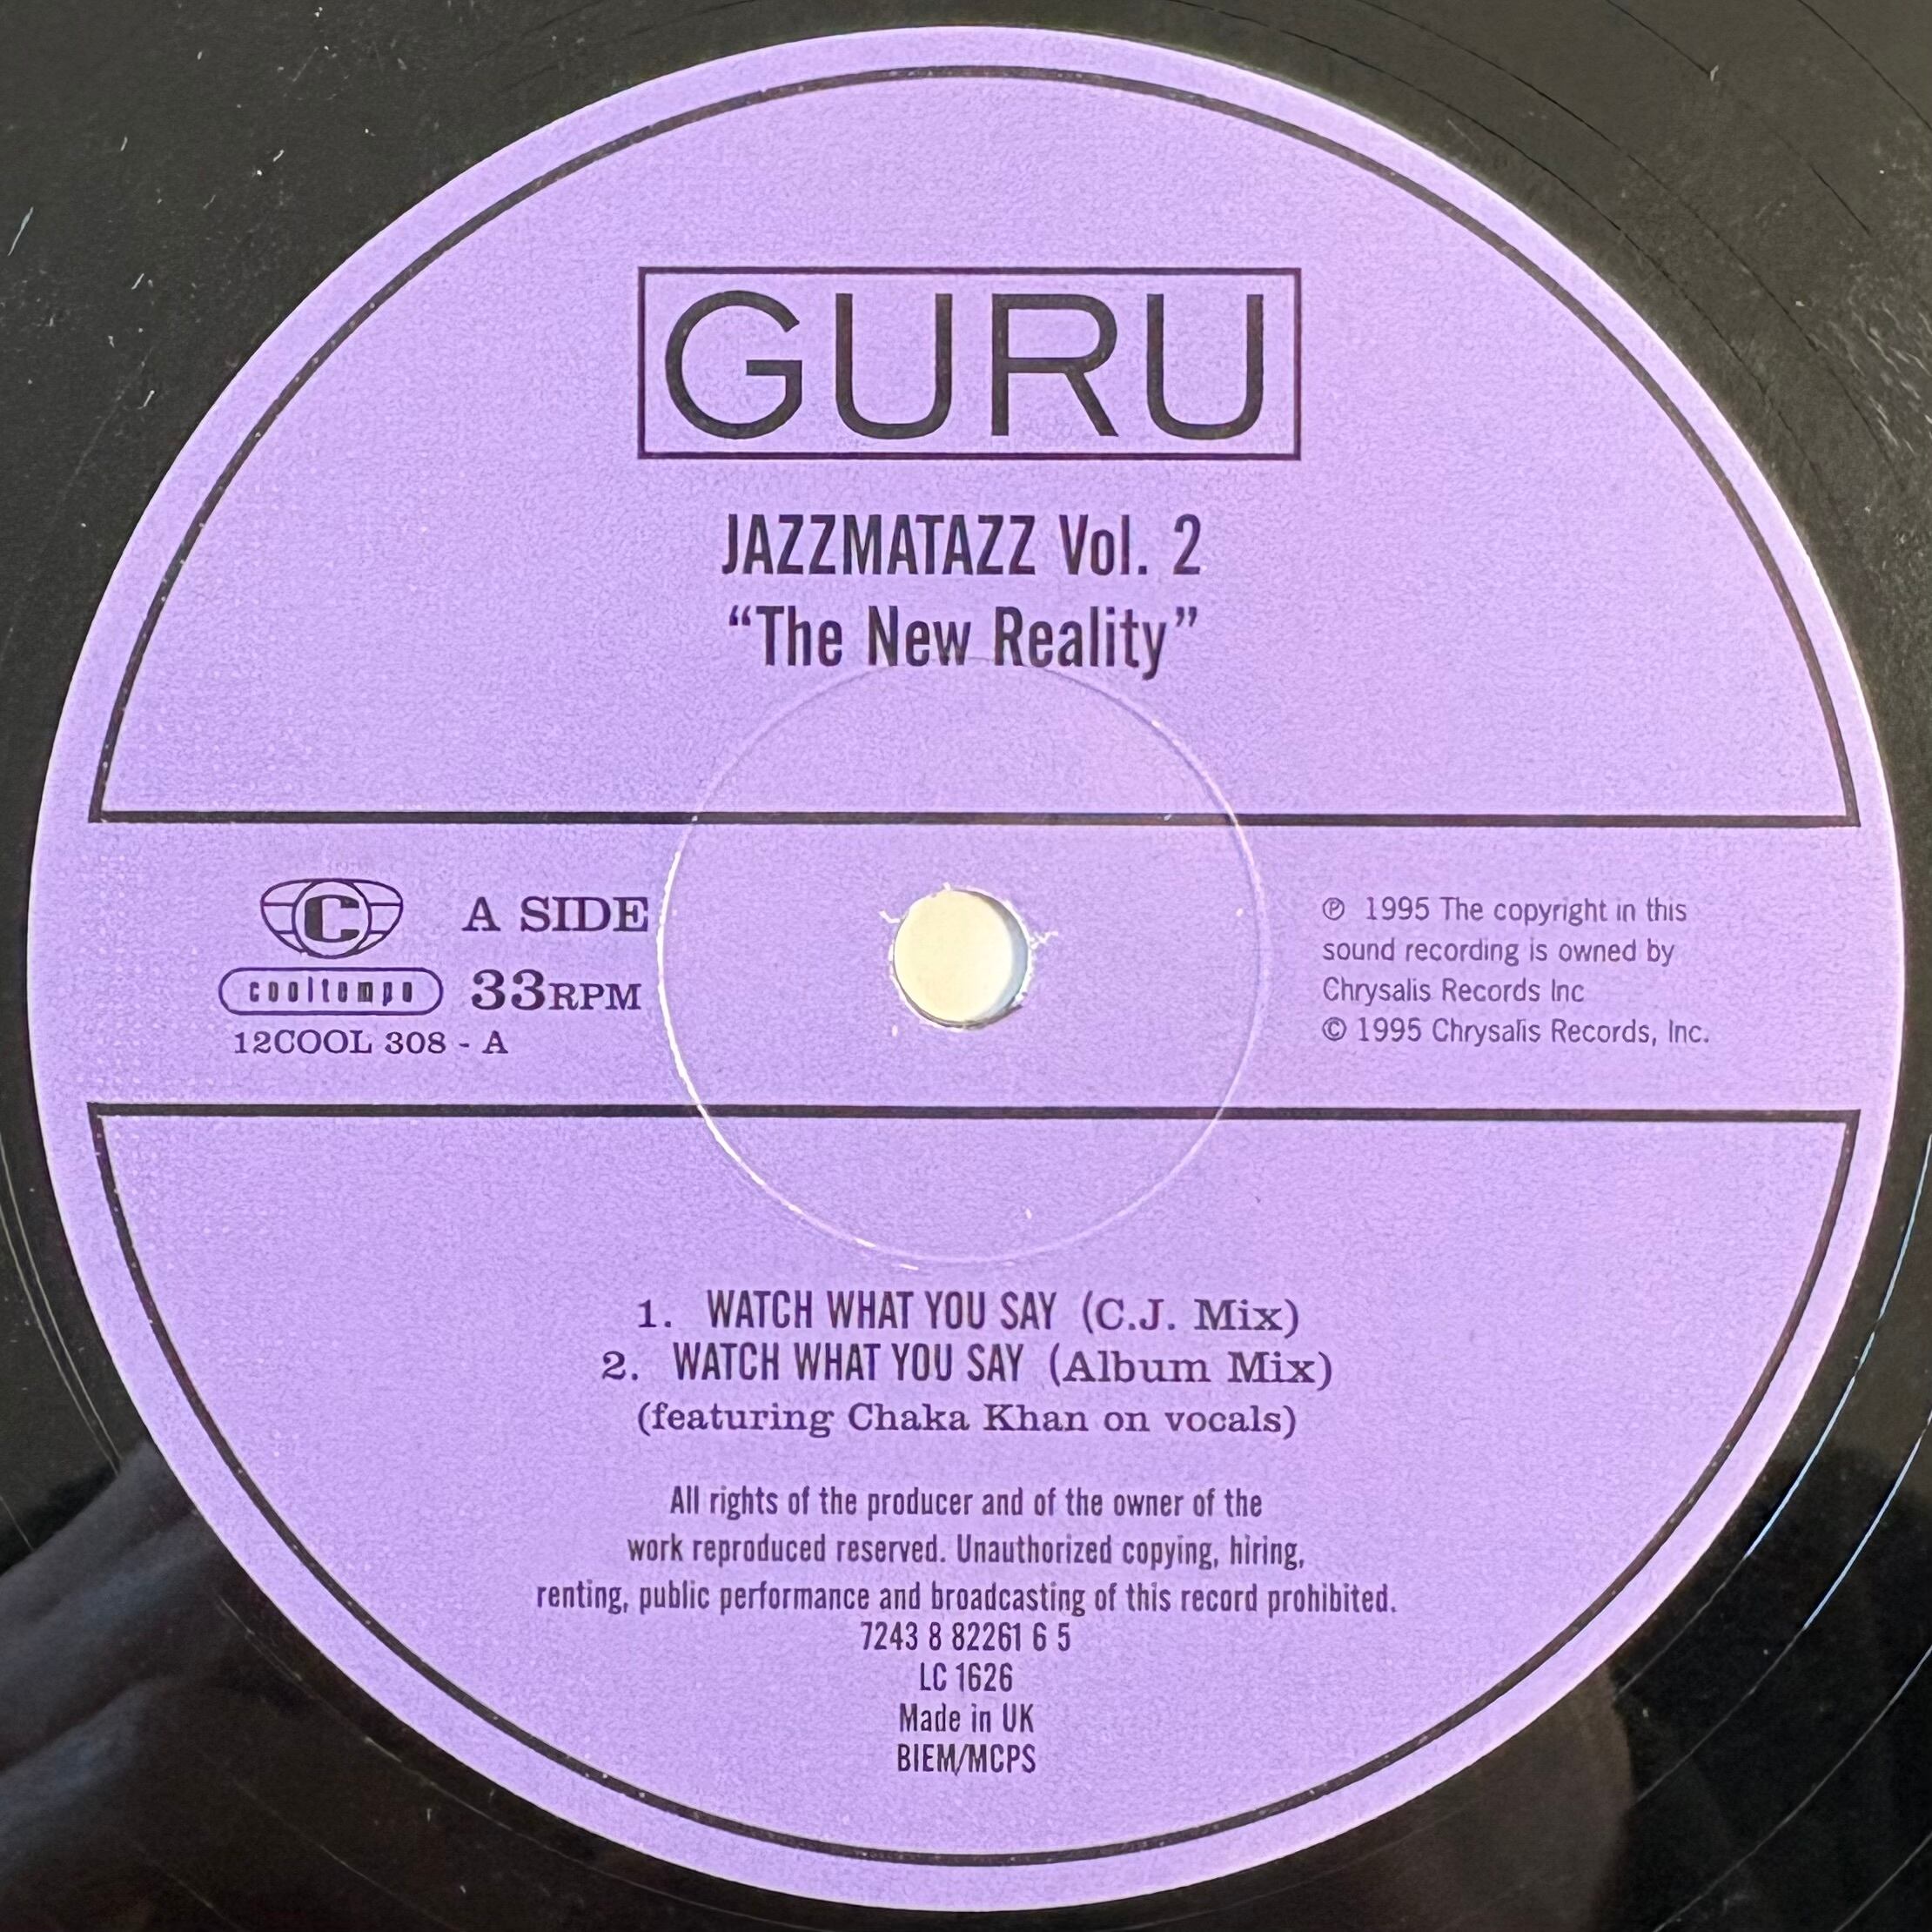 GURU
JAZZMATAZZ Vol. 2
“The New Reality”
C
cooltempo
A SIDE
33RPM
12COOL 308 - A
℗ 1995 The copyright in this
sound recording is owned by
Chrysalis Records Inc
© 1995 Chrysalis Records, Inc.
1. WATCH WHAT YOU SAY (C.J. Mix)
2. WATCH WHAT YOU SAY (Album Mix)
(featuring Chaka Khan on vocals)
All rights of the producer and of the owner of the
work reproduced reserved. Unauthorized copying, hiring,
renting, public performance and broadcasting of this record prohibited.
7243 8 82261 6 5
LC 1626
Made in UK
BIEM/MCPS